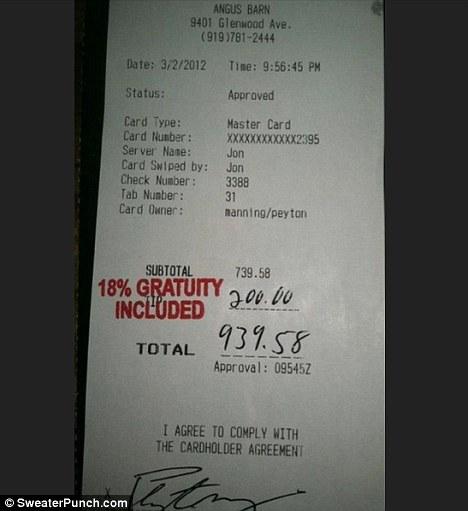 ANGUS BARN
9401 Glenwood Ave.
(919)781-2444
Date: 3/2/2012 Time: 9:56:45 PM
Status: Approved
Card Type: Master Card
Card Number: XXXXXXXXXXXX2395
Server Name: Jon
Card Swiped by: Jon
Check Number: 3388
Tab Number: 31
Card Owner: manning/peyton
SUBTOTAL 739.58
18% GRATUITY
INCLUDED
TIP 200.00
TOTAL 939.58
Approval: 09545Z
I AGREE TO COMPLY WITH
THE CARDHOLDER AGREEMENT
X
© SweaterPunch.com